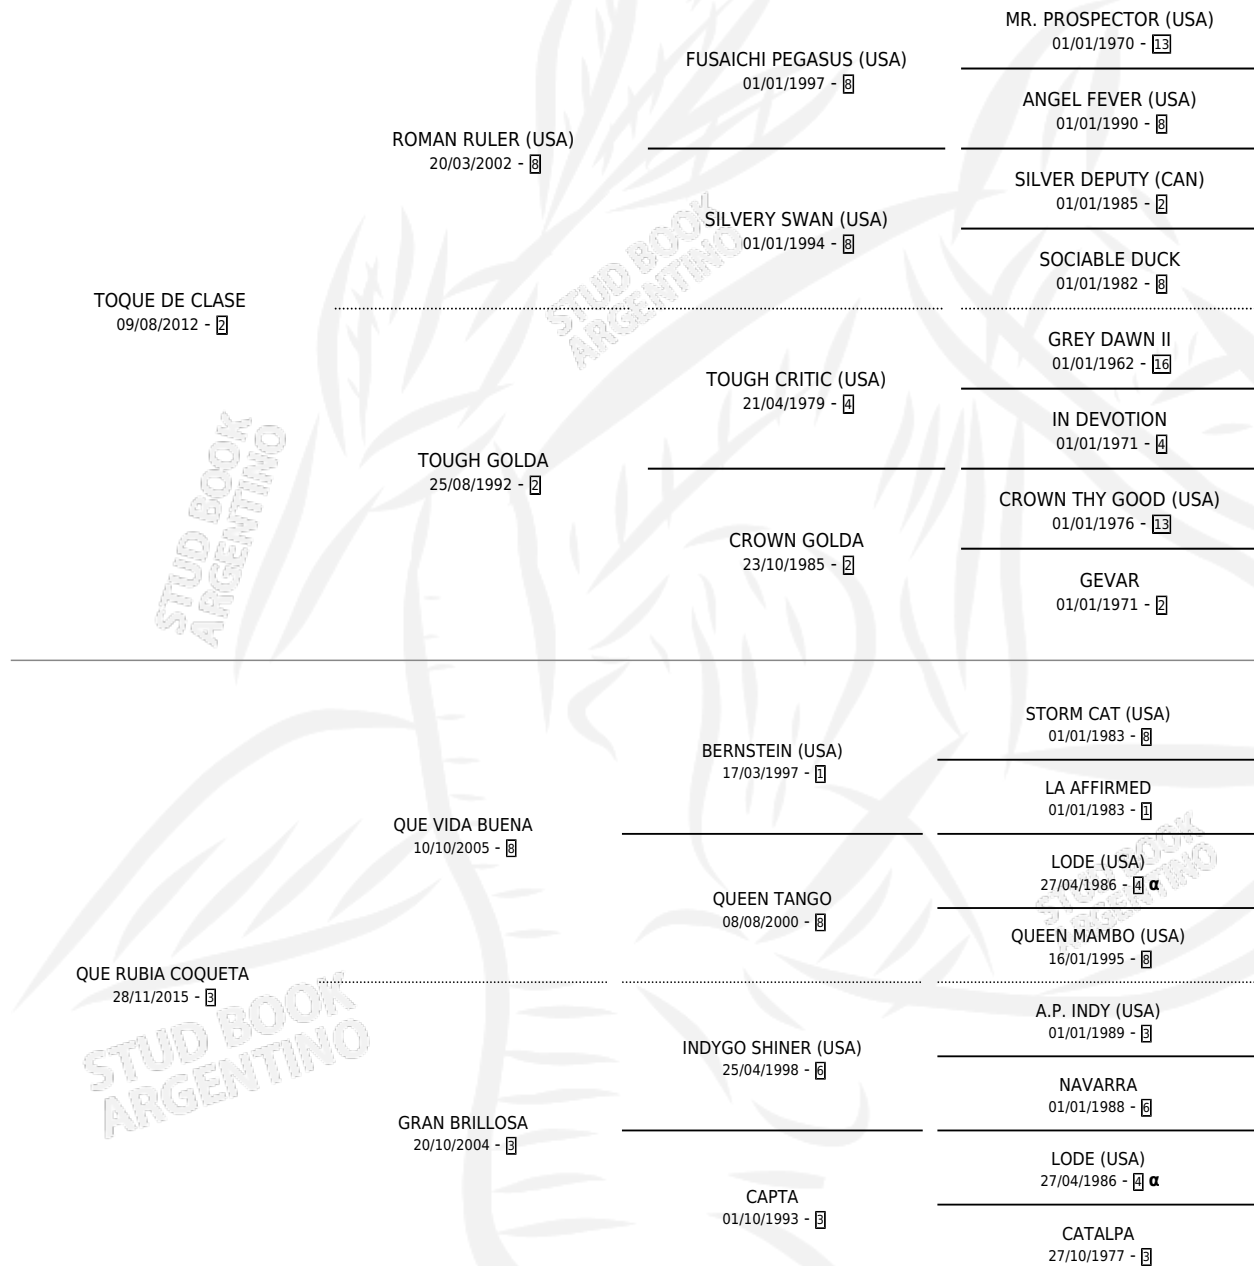 MR. PROSPECTOR (USA)
01/01/1970 - 13
FUSAICHI PEGASUS (USA)
01/01/1997 - 8
ANGEL FEVER (USA)
01/01/1990 - 8
ROMAN RULER (USA)
20/03/2002 - 8
SILVER DEPUTY (CAN)
01/01/1985 - 2
SILVERY SWAN (USA)
01/01/1994 - 8
SOCIABLE DUCK
01/01/1982 - 8
TOQUE DE CLASE
09/08/2012 - 2
GREY DAWN II
01/01/1962 - 16
TOUGH CRITIC (USA)
21/04/1979 - 4
IN DEVOTION
01/01/1971 - 4
TOUGH GOLDA
25/08/1992 - 2
CROWN THY GOOD (USA)
01/01/1976 - 13
CROWN GOLDA
23/10/1985 - 2
GEVAR
01/01/1971 - 2
STORM CAT (USA)
01/01/1983 - 8
BERNSTEIN (USA)
17/03/1997 - 1
LA AFFIRMED
01/01/1983 - 1
QUE VIDA BUENA
10/10/2005 - 8
LODE (USA)
27/04/1986 - 4 α
QUEEN TANGO
08/08/2000 - 8
QUEEN MAMBO (USA)
16/01/1995 - 8
QUE RUBIA COQUETA
28/11/2015 - 3
A.P. INDY (USA)
01/01/1989 - 3
INDYGO SHINER (USA)
25/04/1998 - 6
NAVARRA
01/01/1988 - 6
GRAN BRILLOSA
20/10/2004 - 3
LODE (USA)
27/04/1986 - 4 α
CAPTA
01/10/1993 - 3
CATALPA
27/10/1977 - 3
STUD BOOK
ARGENTINO
STUD BOOK
ARGENTINO
STUD BOOK
ARGENTINO
STUD BOOK
ARGENTINO